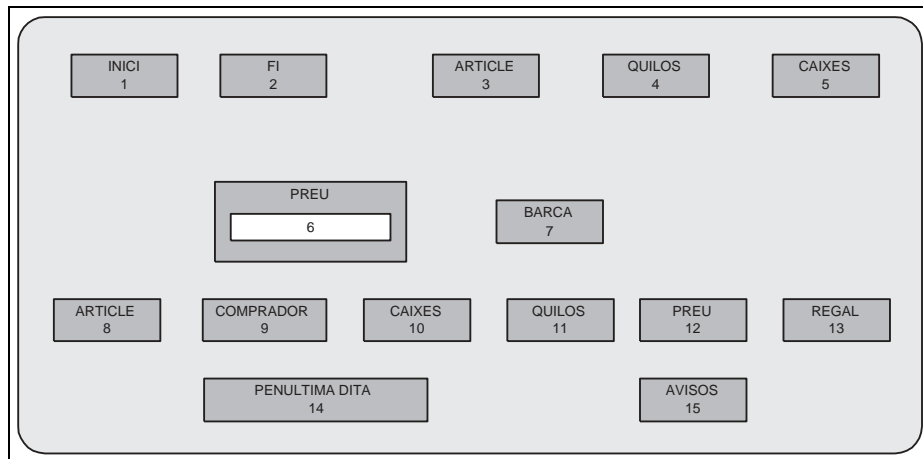 INICI
1
FI
2
ARTICLE
3
QUILOS
4
CAIXES
5
PREU
6
BARCA
7
ARTICLE
8
COMPRADOR
9
CAIXES
10
QUILOS
11
PREU
12
REGAL
13
PENULTIMA DITA
14
AVISOS
15